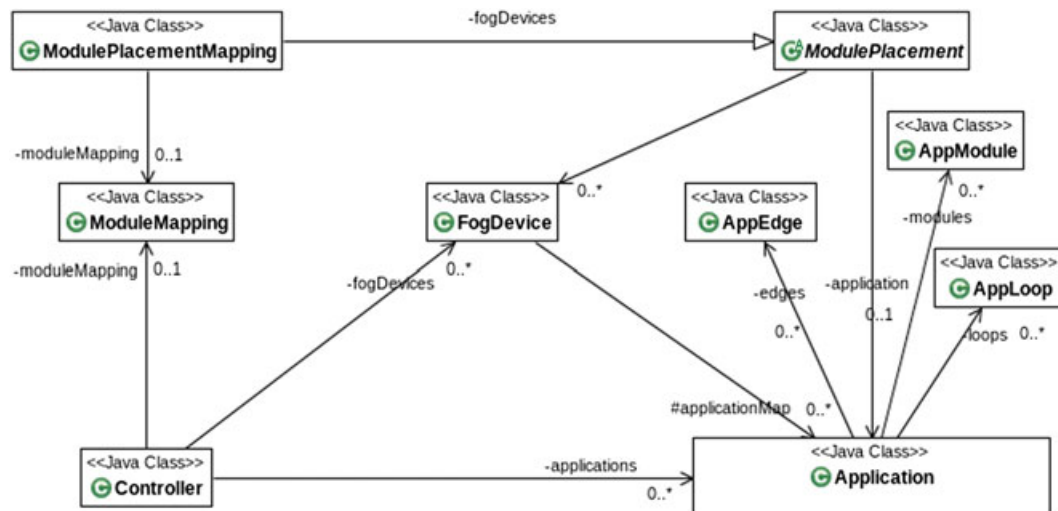 <<Java Class>>
ModulePlacementMapping
-fogDevices
<<Java Class>>
ModulePlacement
<<Java Class>>
AppModule
-moduleMapping
0..1
0..*
0..*
<<Java Class>>
ModuleMapping
<<Java Class>>
FogDevice
<<Java Class>>
AppEdge
-modules
-moduleMapping
0..1
-fogDevices
0..*
<<Java Class>>
AppLoop
-edges
-application
0..1
0..*
-loops
0..*
#applicationMap
0..*
<<Java Class>>
Controller
-applications
0..*
<<Java Class>>
Application